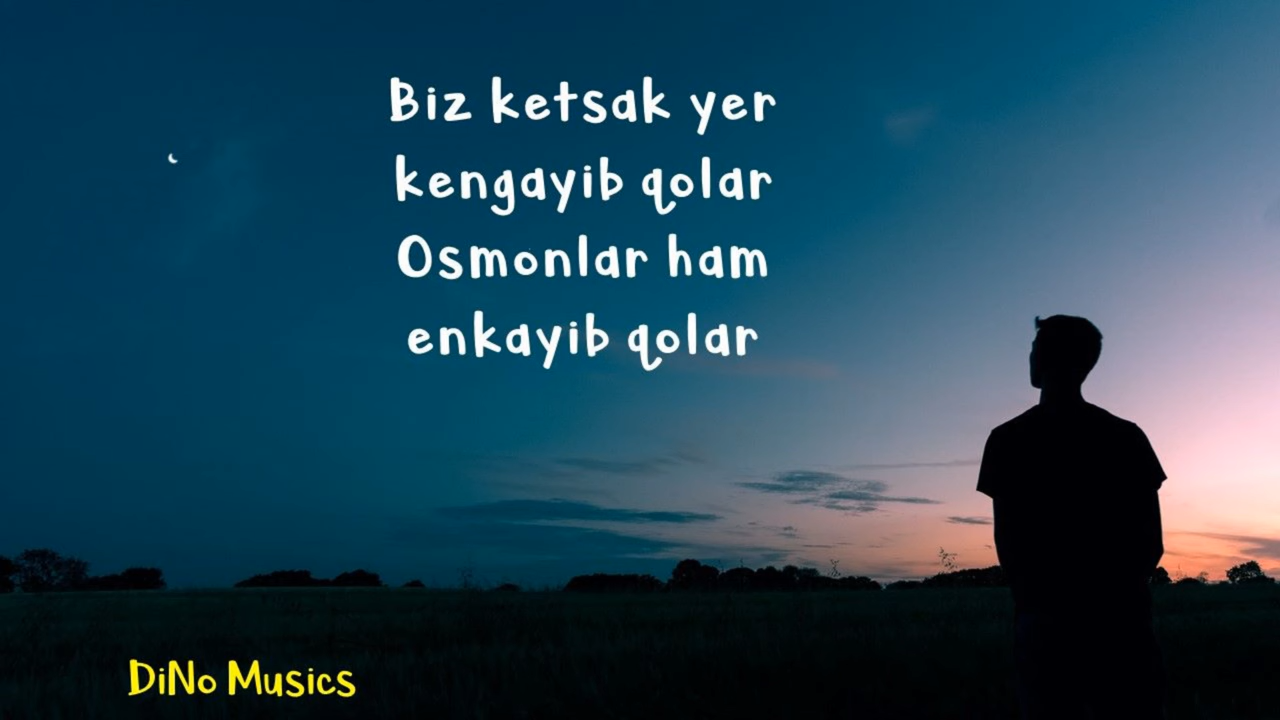 Biz ketsak yer
kengayib qolar
Osmonlar ham
enkayib qolar
DiNo Musics